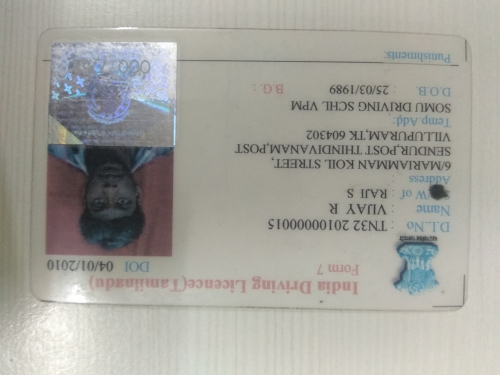 India Driving Licence(Tamilnadu)
Form 7
DOI : 04/01/2010
D.L.No : TN32 20100000015
Name : VIJAY R
S/W of : RAJI S
Address :
6/MARIAMMAN KOIL STREET,
SENDUR.POST THINDIVANAM,POST
VILLUPURAM,TK 604302
Temp Add:
SOMU DRIVING SCHL VPM
D.O.B. : 25/03/1989 B.G. :
Punishments: